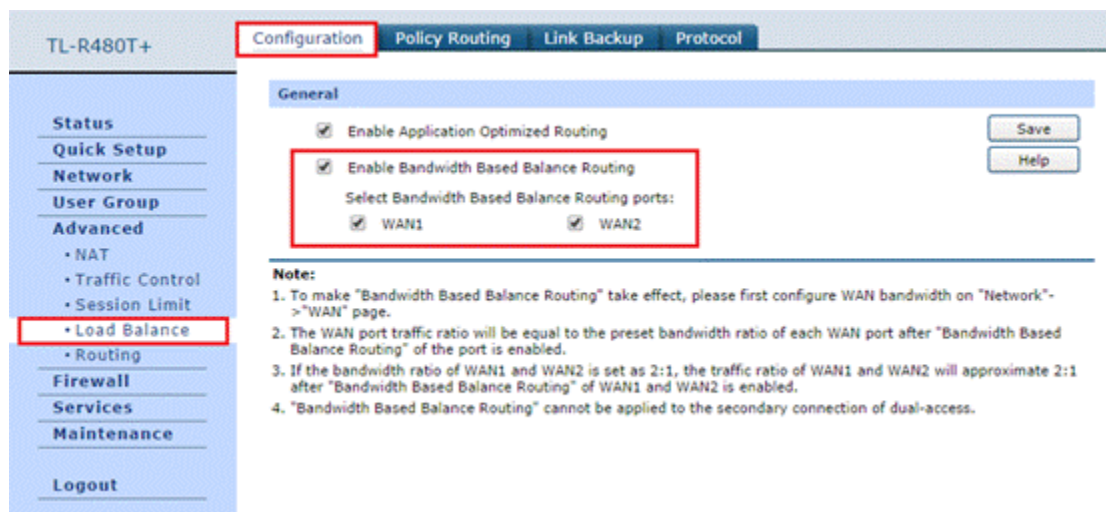 TL-R480T+
Configuration Policy Routing Link Backup Protocol
General
Status
Quick Setup
Network
User Group
Advanced
• NAT
• Traffic Control
• Session Limit
• Load Balance
• Routing
Firewall
Services
Maintenance
Logout
Enable Application Optimized Routing
Save
Enable Bandwidth Based Balance Routing
Help
Select Bandwidth Based Balance Routing ports:
WAN1 WAN2
Note:
1. To make "Bandwidth Based Balance Routing" take effect, please first configure WAN bandwidth on "Network"-
>"WAN" page.
2. The WAN port traffic ratio will be equal to the preset bandwidth ratio of each WAN port after "Bandwidth Based
Balance Routing" of the port is enabled.
3. If the bandwidth ratio of WAN1 and WAN2 is set as 2:1, the traffic ratio of WAN1 and WAN2 will approximate 2:1
after "Bandwidth Based Balance Routing" of WAN1 and WAN2 is enabled.
4. "Bandwidth Based Balance Routing" cannot be applied to the secondary connection of dual-access.